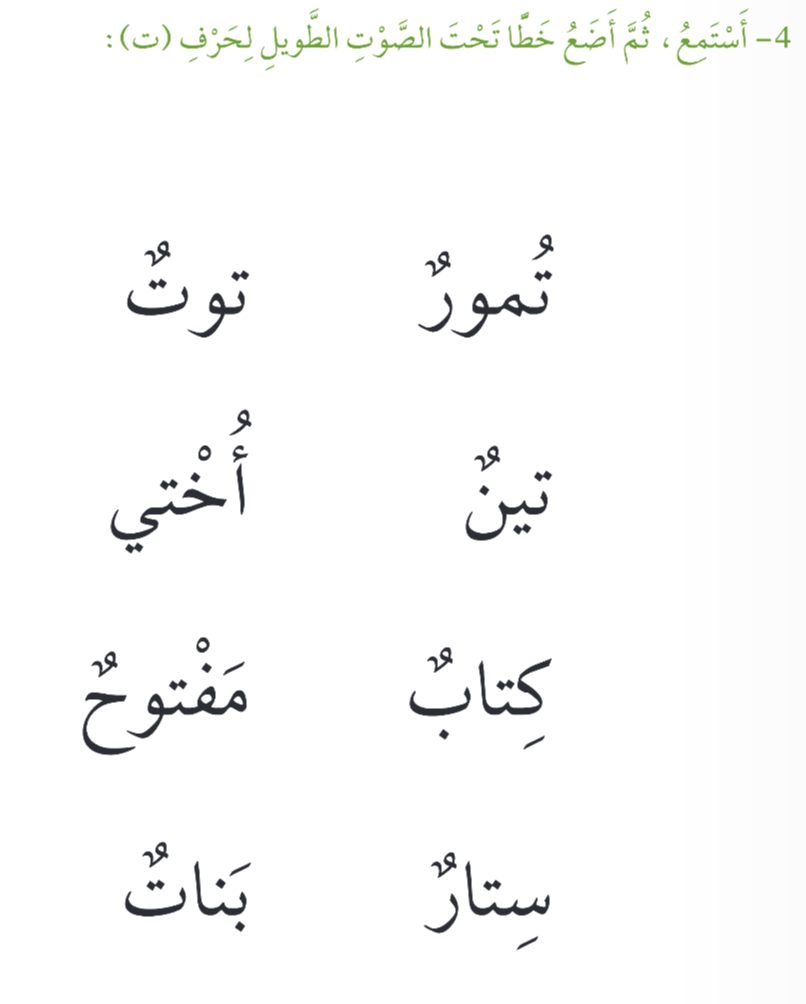 4- أَسْتَمِعُ، ثُمَّ أَضَعُ خَطًّا تَحْتَ الصَّوْتِ الطَّويلِ لِحَرْفِ (ت):
تُمورٌ توتٌ
تينٌ أُخْتي
كِتابٌ مَفْتوحٌ
سِتارٌ بَناتٌ